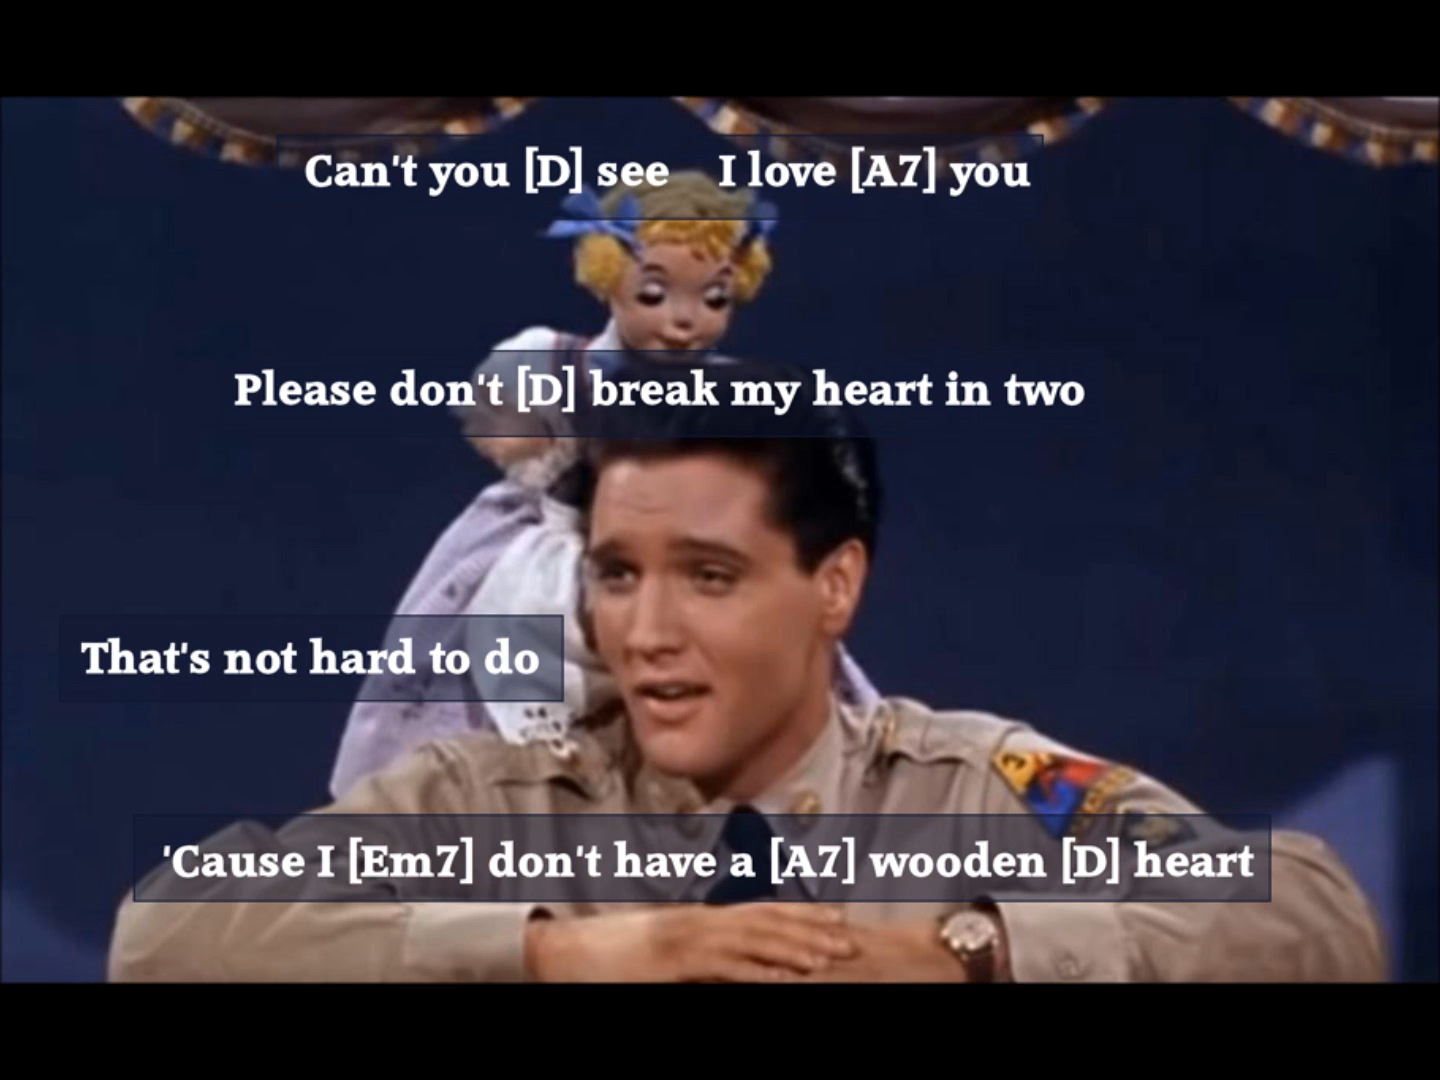 Can't you [D] see I love [A7] you
Please don't [D] break my heart in two
That's not hard to do
'Cause I [Em7] don't have a [A7] wooden [D] heart